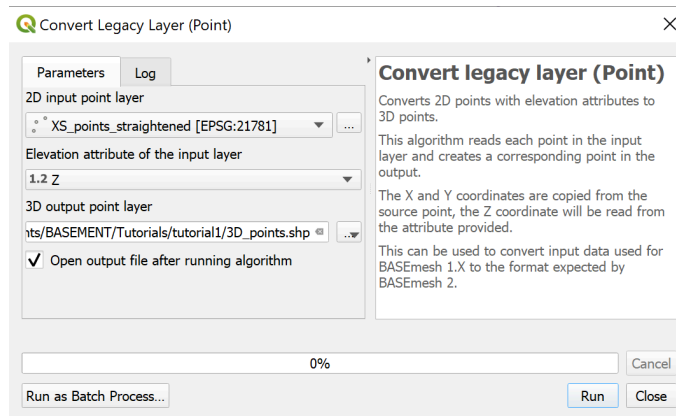 Convert Legacy Layer (Point)
Parameters
Log
2D input point layer
XS_points_straightened [EPSG:21781]
...
Elevation attribute of the input layer
1.2 Z
3D output point layer
nts/BASEMENT/Tutorials/tutorial1/3D_points.shp
...
Open output file after running algorithm
Convert legacy layer (Point)
Converts 2D points with elevation attributes to
3D points.
This algorithm reads each point in the input
layer and creates a corresponding point in the
output.
The X and Y coordinates are copied from the
source point, the Z coordinate will be read from
the attribute provided.
This can be used to convert input data used for
BASEmesh 1.X to the format expected by
BASEmesh 2.
0%
Cancel
Run as Batch Process...
Run
Close